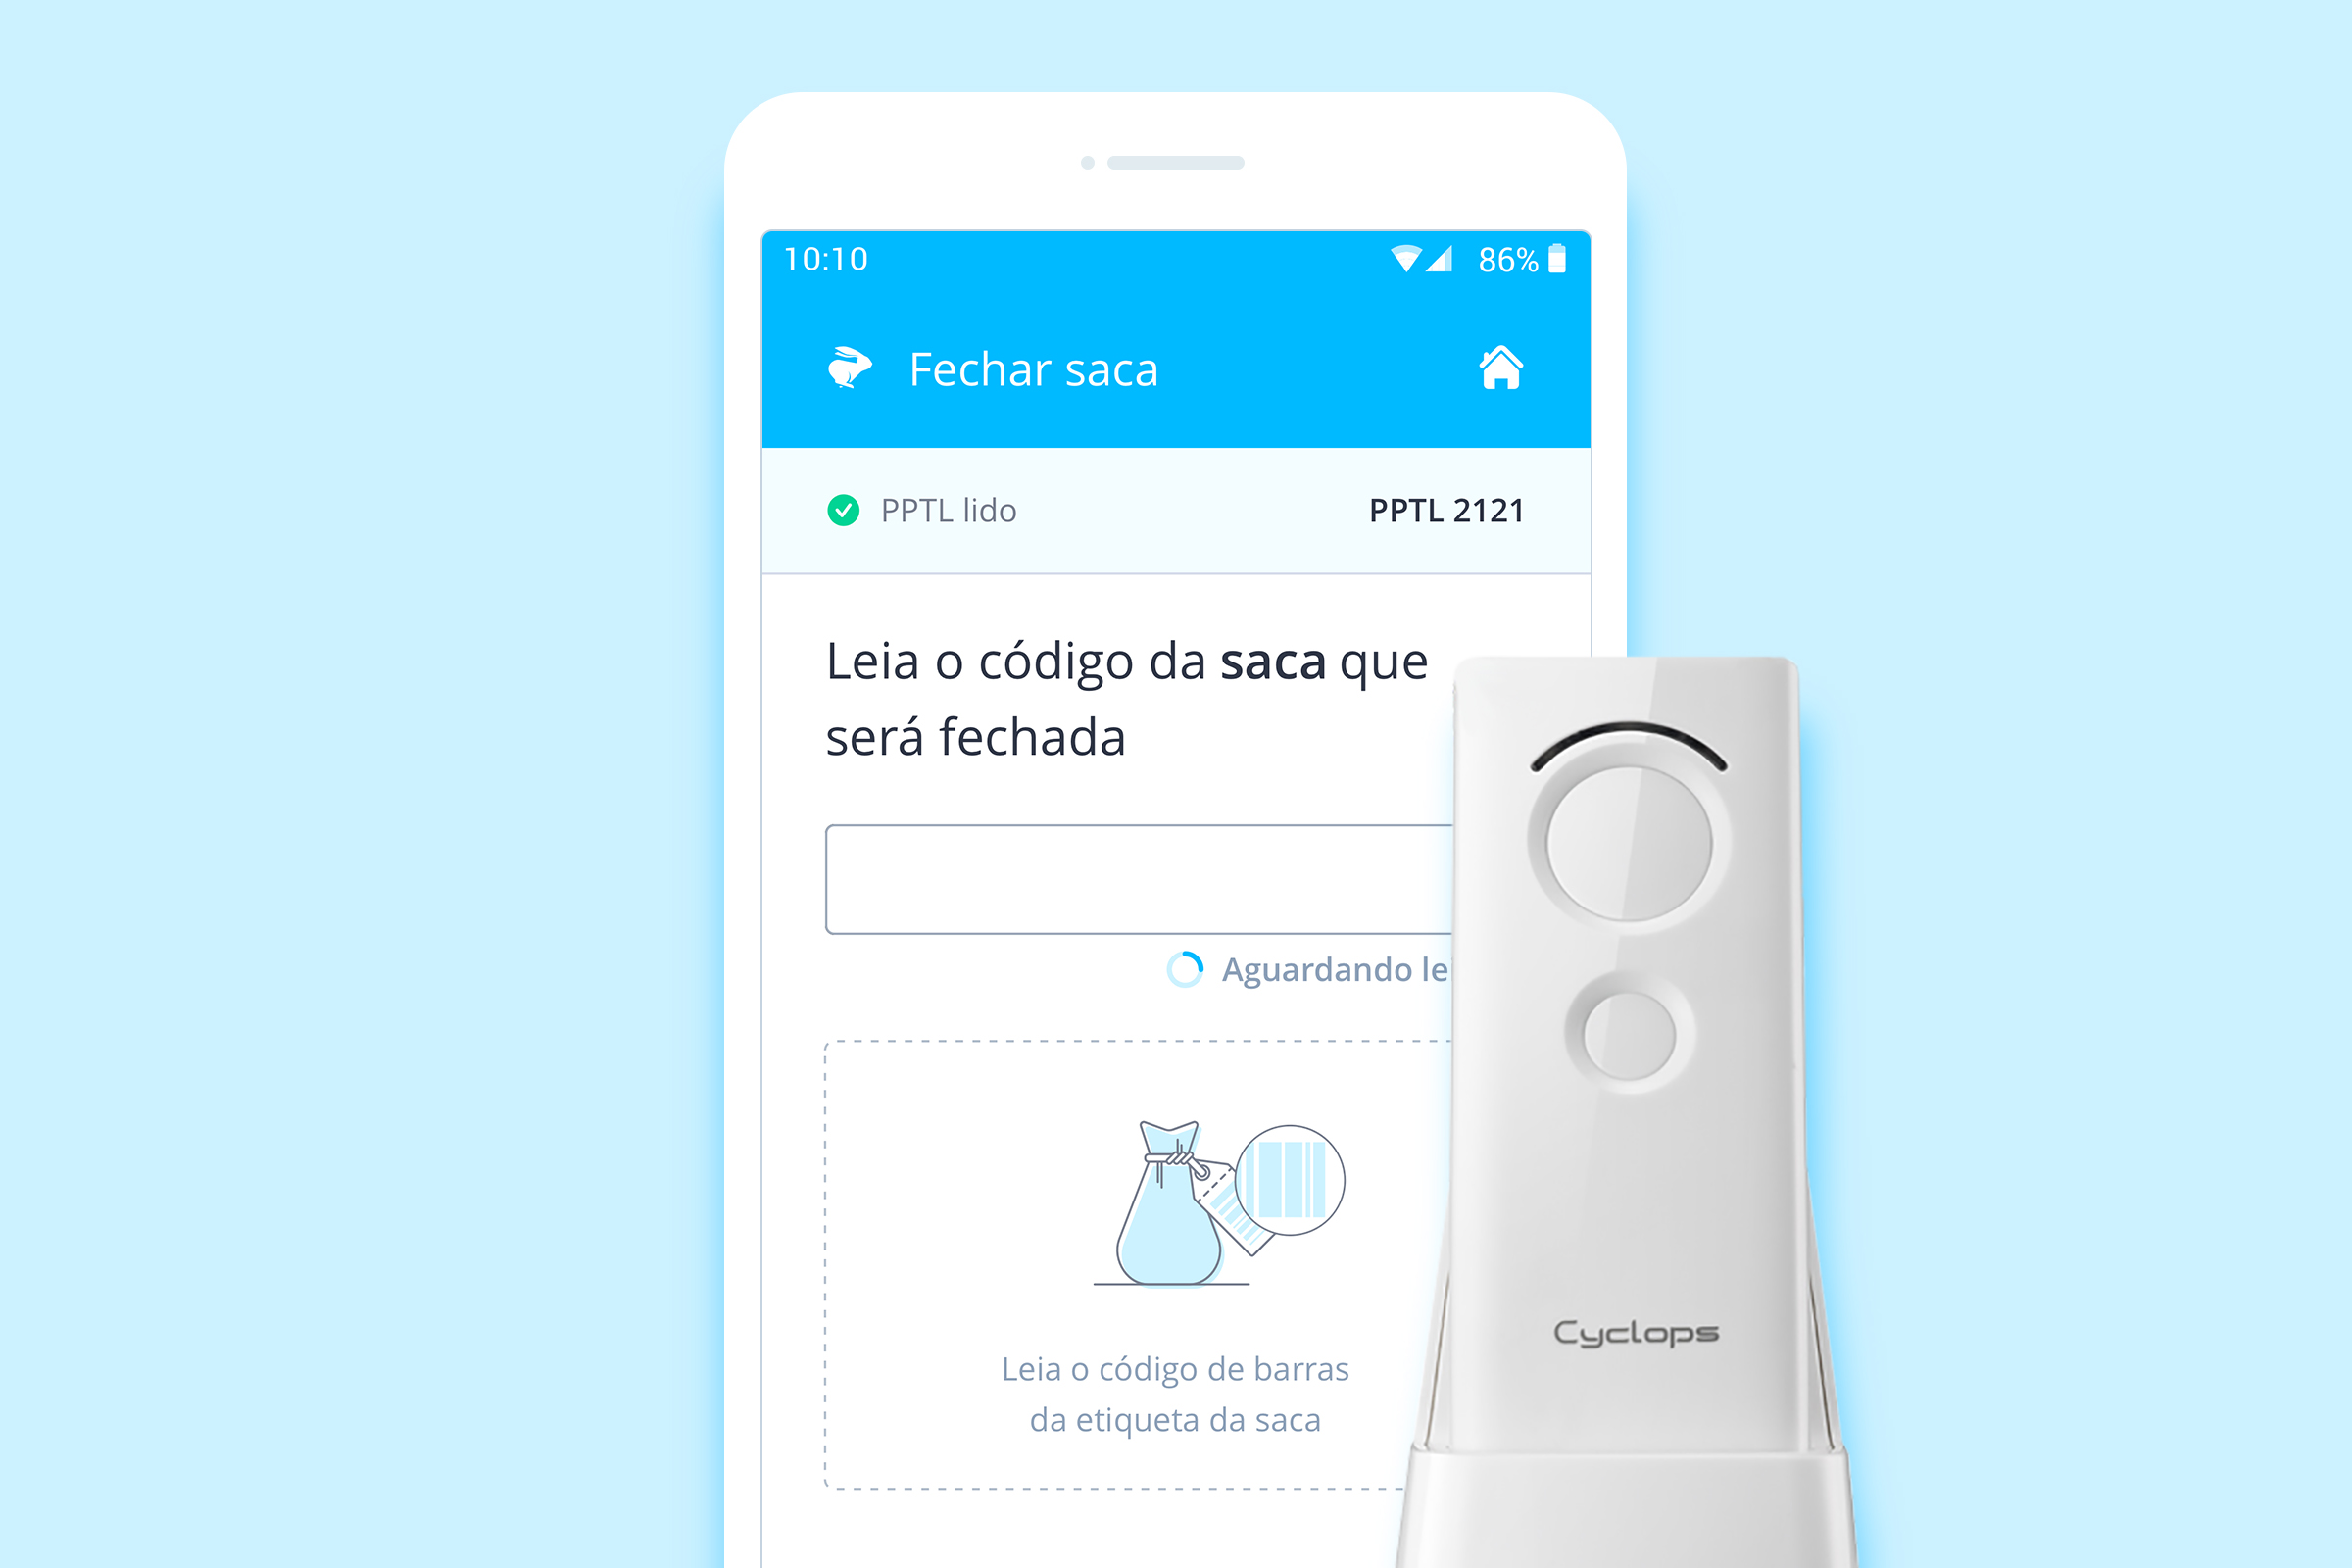 10:10 86%
Fechar saca
PPTL lido PPTL 2121
Leia o código da saca que
será fechada
Aguardando
Leia o código de barras
da etiqueta da saca
Cyclops